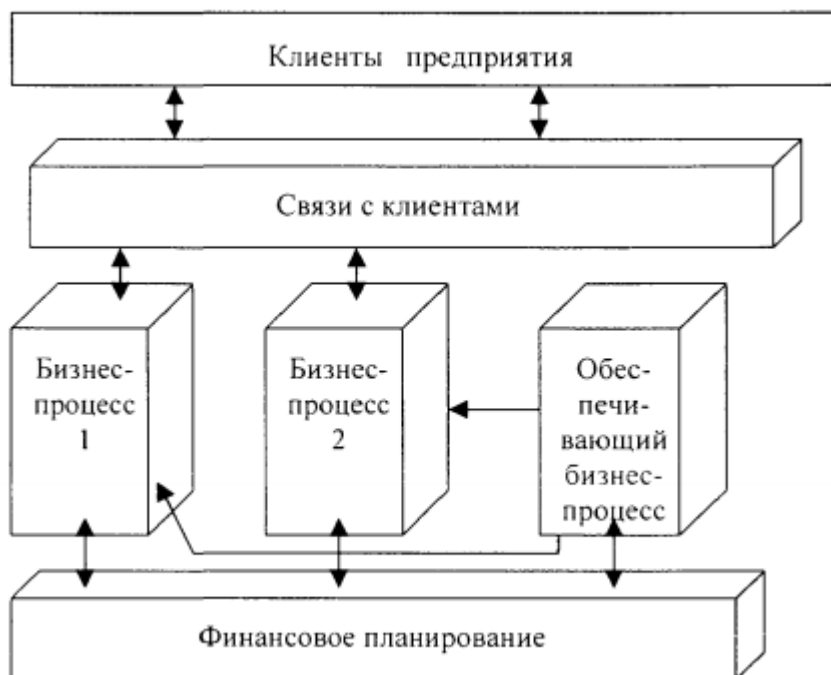 Клиенты предприятия
Связи с клиентами
Бизнес-
процесс
1
Бизнес-
процесс
2
Обес-
печи-
вающий
бизнес-
процесс
Финансовое планирование